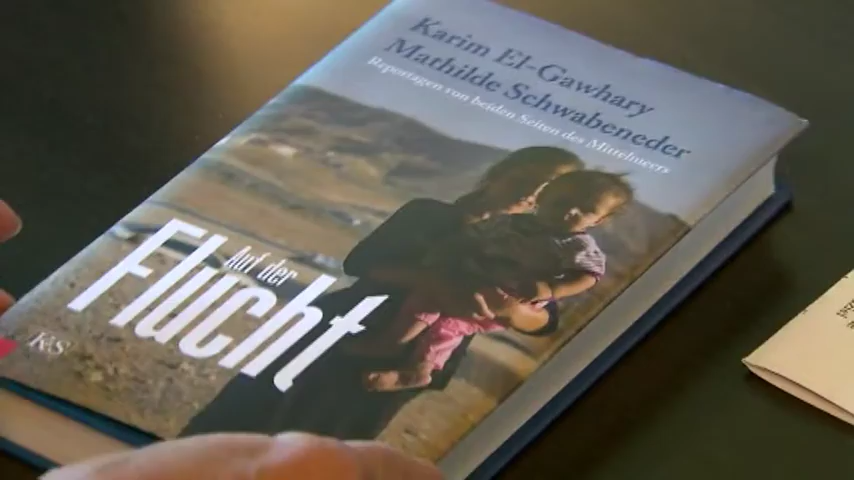 Karim El-Gawhary
Mathilde Schwabeneder
Reportagen von beiden Seiten des Mittelmeers
Auf der
Flucht
K&S